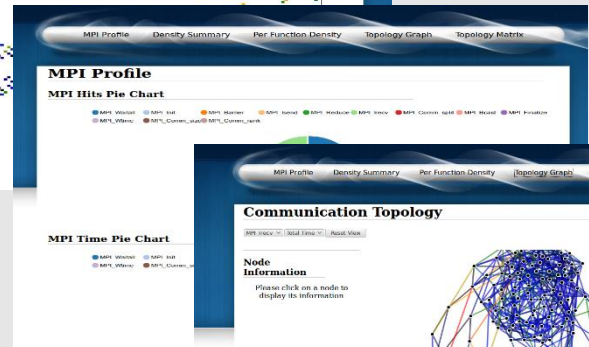 MPI Profile Density Summary Per Function Density Topology Graph Topology Matrix
MPI Profile
MPI Hits Pie Chart
MPI_Waitall MPI_Init MPI_Barrier MPI_Isend MPI_Reduce MPI_Irecv MPI_Comm_split MPI_Bcast MPI_Finalize
MPI_Wtime MPI_Comm_size MPI_Comm_rank
MPI Time Pie Chart
MPI_Waitall MPI_Init
MPI_Wtime
MPI Profile Density Summary Per Function Density Topology Graph
Communication Topology
MPI Irecv Total Time Reset View
Node
Information
Please click on a node to
display its information